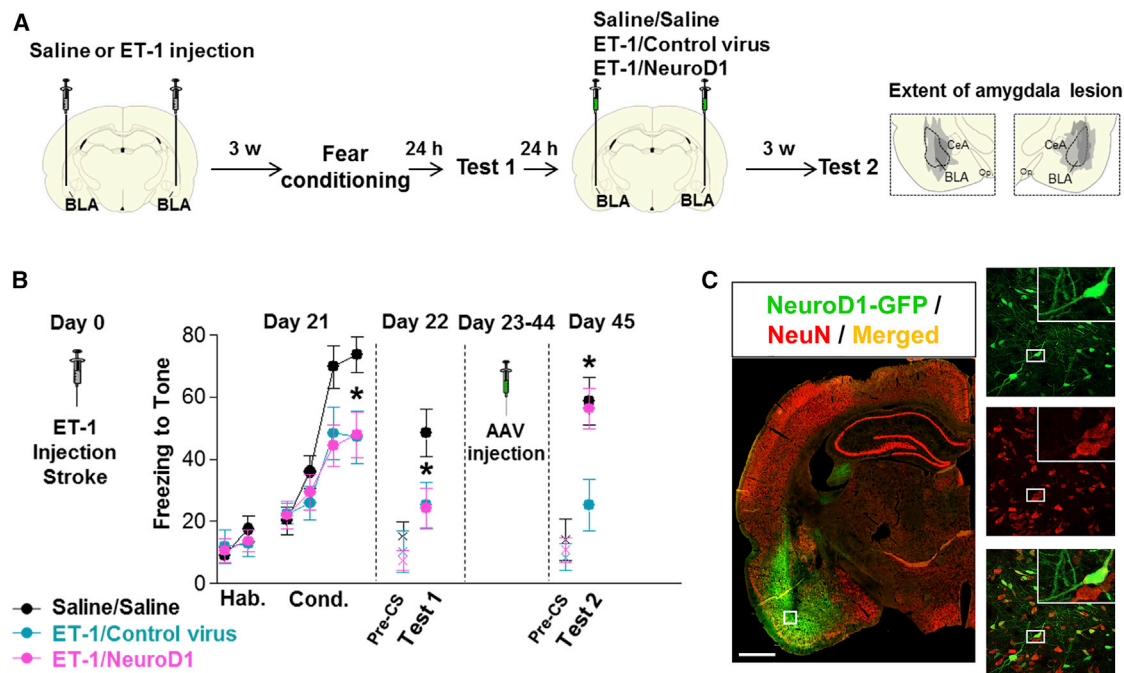 A
Saline or ET-1 injection
BLA
BLA
3 w
Fear
conditioning
24 h
Test 1
24 h
Saline/Saline
ET-1/Control virus
ET-1/NeuroD1
BLA
BLA
3 w
Test 2
Extent of amygdala lesion
CeA
BLA
Op.
CeA
BLA
Op.
B
Day 0
ET-1
Injection
Stroke
Day 21
Day 22
Day 23-44
Day 45
Freezing to Tone
80
60
40
20
0
*
*
*
AAV
injection
Hab.
Cond.
Pre-CS
Test 1
Pre-CS
Test 2
Saline/Saline
ET-1/Control virus
ET-1/NeuroD1
C
NeuroD1-GFP /
NeuN / Merged